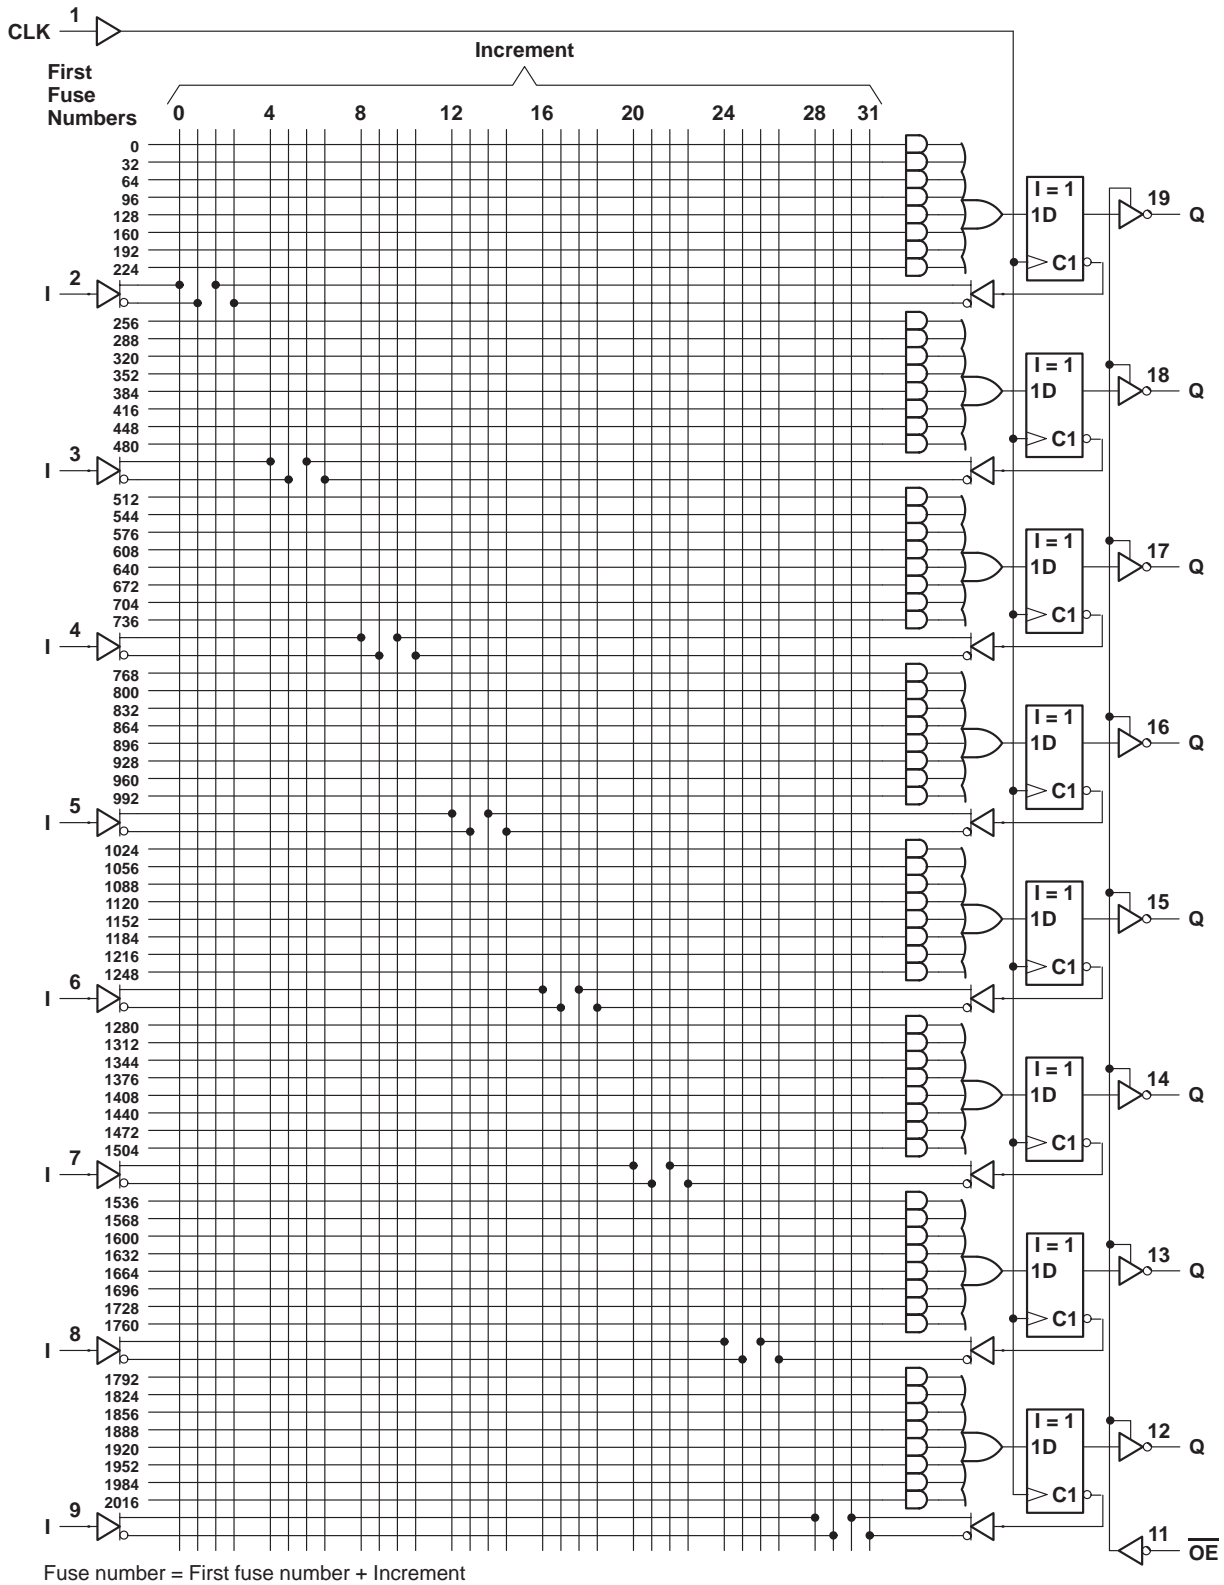 CLK 1
Increment
First
Fuse
Numbers
0 4 8 12 16 20 24 28 31
0
32
64
96
128
160
192
224
I = 1
1D
C1
19 Q
I 2
256
288
320
352
384
416
448
480
I = 1
1D
C1
18 Q
I 3
512
544
576
608
640
672
704
736
I = 1
1D
C1
17 Q
I 4
768
800
832
864
896
928
960
992
I = 1
1D
C1
16 Q
I 5
1024
1056
1088
1120
1152
1184
1216
1248
I = 1
1D
C1
15 Q
I 6
1280
1312
1344
1376
1408
1440
1472
1504
I = 1
1D
C1
14 Q
I 7
1536
1568
1600
1632
1664
1696
1728
1760
I = 1
1D
C1
13 Q
I 8
1792
1824
1856
1888
1920
1952
1984
2016
I = 1
1D
C1
12 Q
I 9
11 OE
Fuse number = First fuse number + Increment